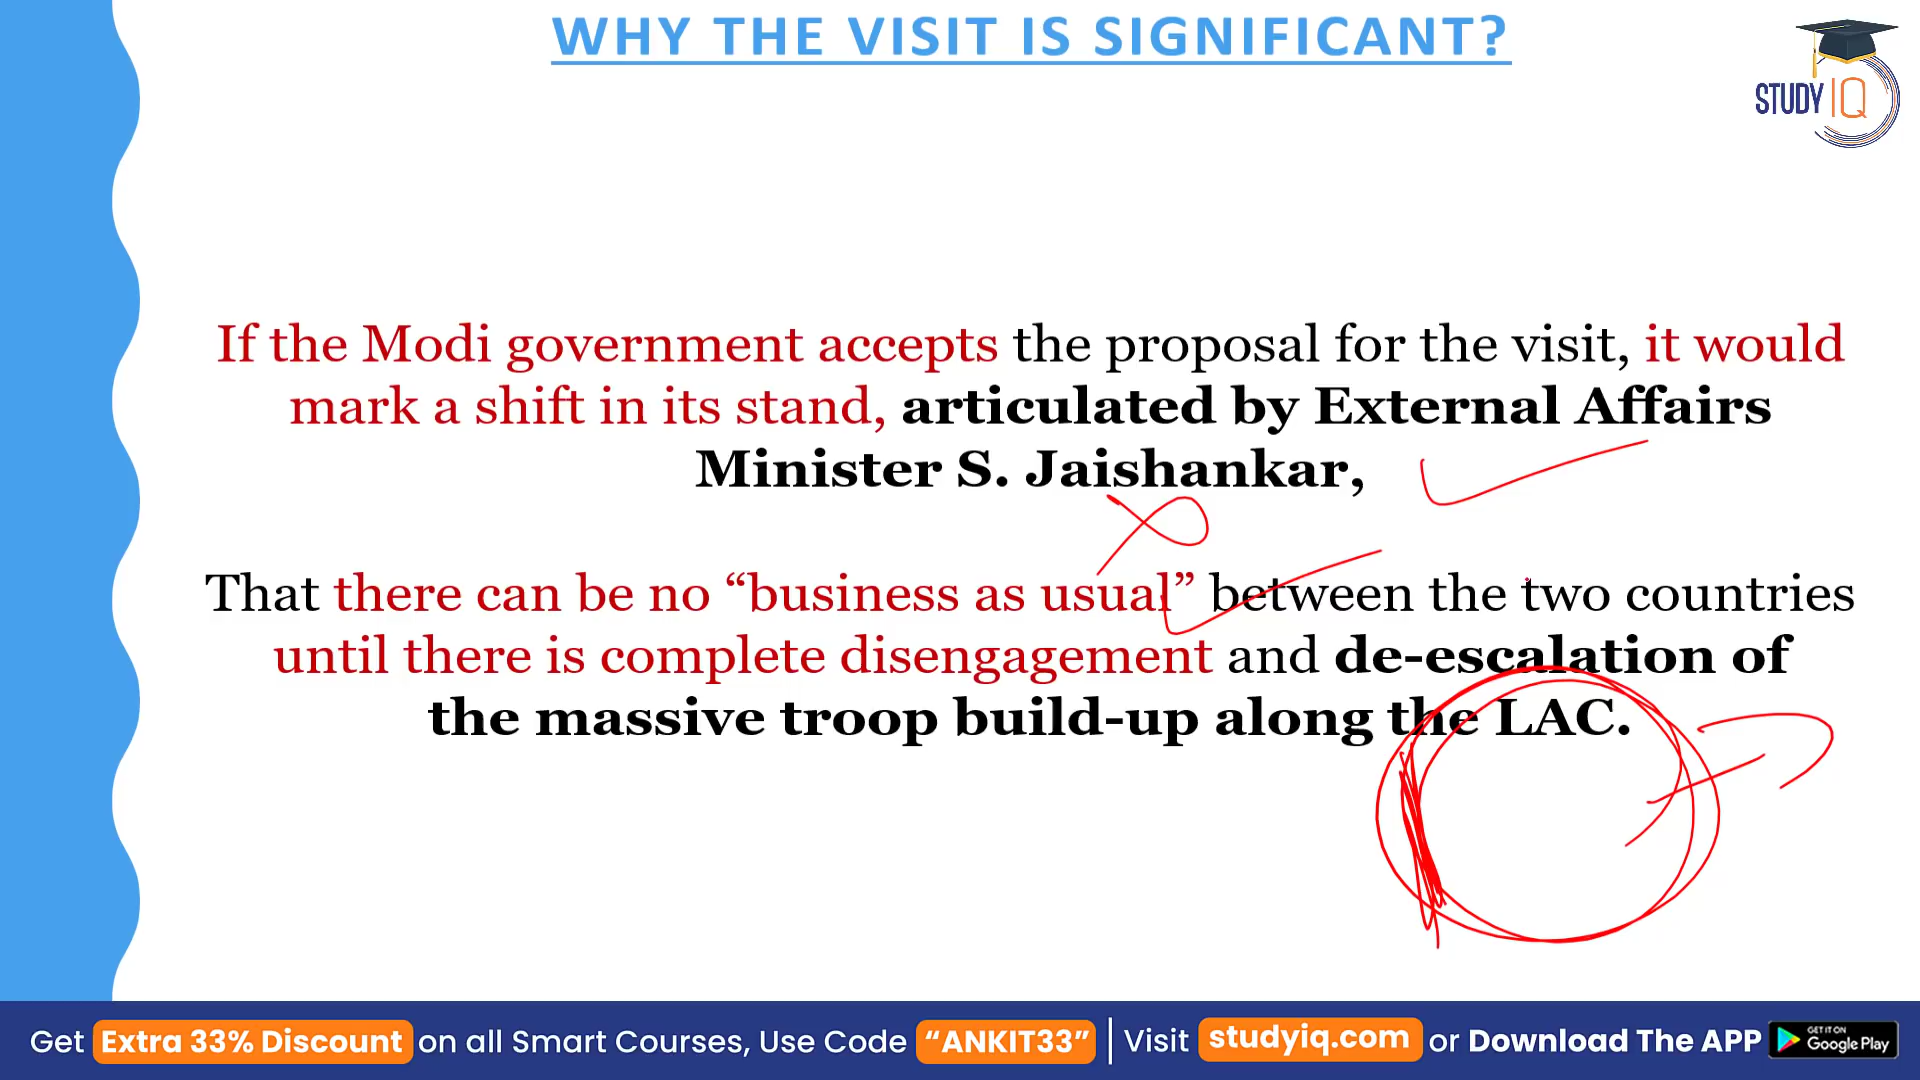 WHY THE VISIT IS SIGNIFICANT?
STUDY IQ
If the Modi government accepts the proposal for the visit, it would
mark a shift in its stand, articulated by External Affairs
Minister S. Jaishankar,
That there can be no “business as usual” between the two countries
until there is complete disengagement and de-escalation of
the massive troop build-up along the LAC.
Get Extra 33% Discount on all Smart Courses, Use Code “ANKIT33” Visit studyiq.com or Download The APP GET IT ON Google Play